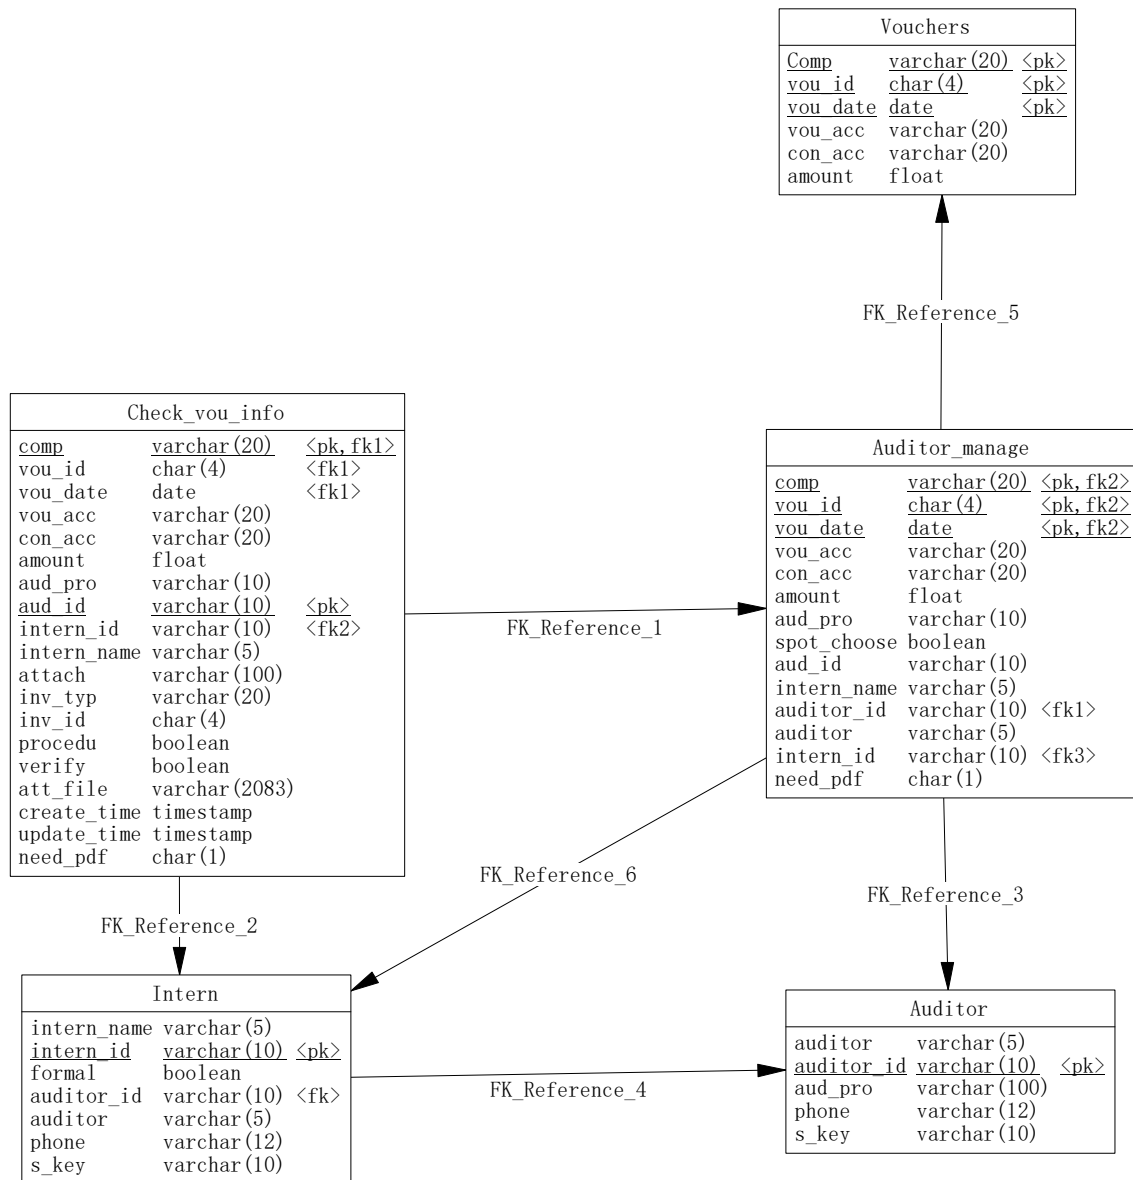 Vouchers
Comp varchar(20) <pk>
vou_id char(4) <pk>
vou_date date <pk>
vou_acc varchar(20)
con_acc varchar(20)
amount float
FK_Reference_5
Check_vou_info
comp varchar(20) <pk,fk1>
vou_id char(4) <fk1>
vou_date date <fk1>
vou_acc varchar(20)
con_acc varchar(20)
amount float
aud_pro varchar(10)
aud_id varchar(10) <pk>
intern_id varchar(10) <fk2>
intern_name varchar(5)
attach varchar(100)
inv_typ varchar(20)
inv_id char(4)
procedu boolean
verify boolean
att_file varchar(2083)
create_time timestamp
update_time timestamp
need_pdf char(1)
FK_Reference_1
Auditor_manage
comp varchar(20) <pk,fk2>
vou_id char(4) <pk,fk2>
vou_date date <pk,fk2>
vou_acc varchar(20)
con_acc varchar(20)
amount float
aud_pro varchar(10)
spot_choose boolean
aud_id varchar(10)
intern_name varchar(5)
auditor_id varchar(10) <fk1>
auditor varchar(5)
intern_id varchar(10) <fk3>
need_pdf char(1)
FK_Reference_6
FK_Reference_3
FK_Reference_2
Intern
intern_name varchar(5)
intern_id varchar(10) <pk>
formal boolean
auditor_id varchar(10) <fk>
auditor varchar(5)
phone varchar(12)
s_key varchar(10)
FK_Reference_4
Auditor
auditor varchar(5)
auditor_id varchar(10) <pk>
aud_pro varchar(100)
phone varchar(12)
s_key varchar(10)